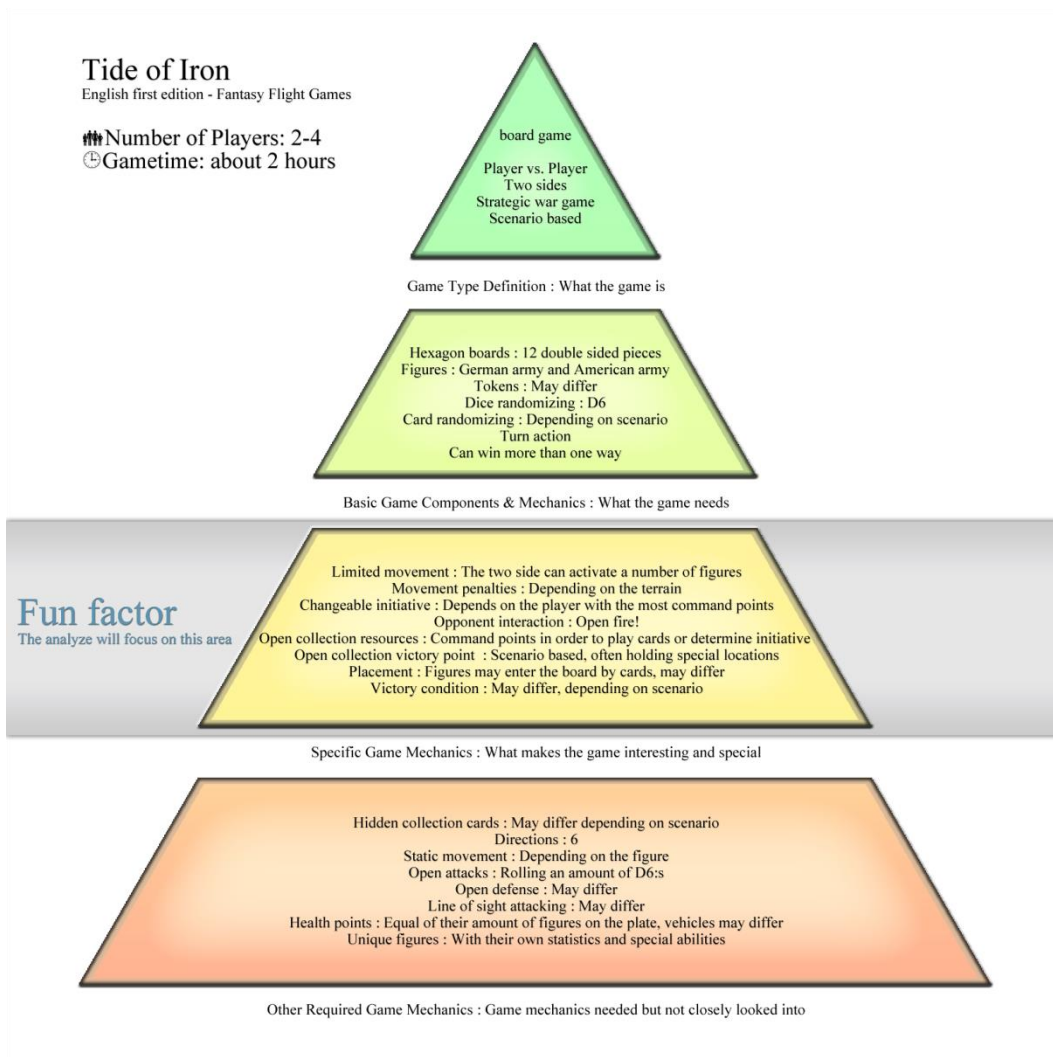 Tide of Iron
English first edition - Fantasy Flight Games
Number of Players: 2-4
Gametime: about 2 hours
board game
Player vs. Player
Two sides
Strategic war game
Scenario based
Game Type Definition : What the game is
Hexagon boards : 12 double sided pieces
Figures : German army and American army
Tokens : May differ
Dice randomizing : D6
Card randomizing : Depending on scenario
Turn action
Can win more than one way
Basic Game Components & Mechanics : What the game needs
Fun factor
The analyze will focus on this area
Limited movement : The two side can activate a number of figures
Movement penalties : Depending on the terrain
Changeable initiative : Depends on the player with the most command points
Opponent interaction : Open fire!
Open collection resources : Command points in order to play cards or determine initiative
Open collection victory point : Scenario based, often holding special locations
Placement : Figures may enter the board by cards, may differ
Victory condition : May differ, depending on scenario
Specific Game Mechanics : What makes the game interesting and special
Hidden collection cards : May differ depending on scenario
Directions : 6
Static movement : Depending on the figure
Open attacks : Rolling an amount of D6:s
Open defense : May differ
Line of sight attacking : May differ
Health points : Equal of their amount of figures on the plate, vehicles may differ
Unique figures : With their own statistics and special abilities
Other Required Game Mechanics : Game mechanics needed but not closely looked into